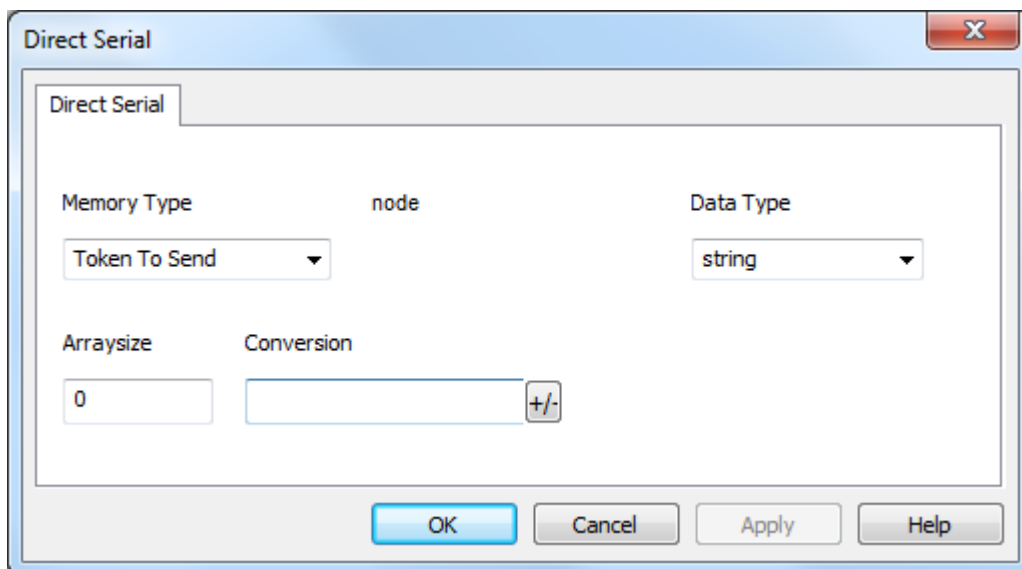 Direct Serial
Direct Serial
Memory Type node Data Type
Token To Send string
Arraysize Conversion
0 +/-
OK Cancel Apply Help